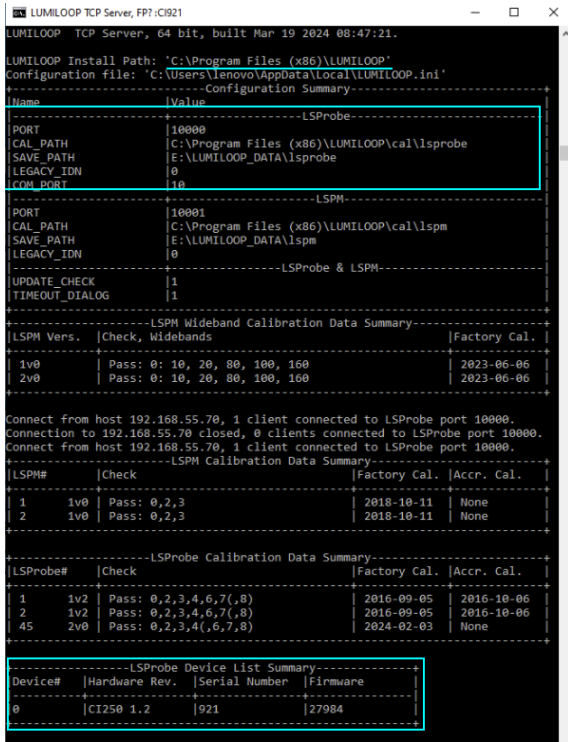 LUMILOOP TCP Server, FP? :CI921
LUMILOOP  TCP Server, 64 bit, built Mar 19 2024 08:47:21.
LUMILOOP Install Path: 'C:\Program Files (x86)\LUMILOOP'
Configuration file: 'C:\Users\lenovo\AppData\Local\LUMILOOP.ini'
+-------------------------Configuration Summary------------------------+
|Name |Value |
-LSProbe-
|PORT |10000
|CAL_PATH |C:\Program Files (x86)\LUMILOOP\cal\lsprobe
|SAVE_PATH |E:\LUMILOOP_DATA\lsprobe
|LEGACY_IDN |0
|COM_PORT |10
-LSPM-
|PORT |10001
|CAL_PATH |C:\Program Files (x86)\LUMILOOP\cal\lspm
|SAVE_PATH |E:\LUMILOOP_DATA\lspm
|LEGACY_IDN |0
-LSProbe & LSPM-
|UPDATE_CHECK |1
|TIMEOUT_DIALOG |1
-LSPM Wideband Calibration Data Summary-
|LSPM Vers. |Check, Widebands |Factory Cal. |
| 1v0 | Pass: 0: 10, 20, 80, 100, 160 | 2023-06-06 |
| 2v0 | Pass: 0: 10, 20, 80, 100, 160 | 2023-06-06 |
Connect from host 192.168.55.70, 1 client connected to LSProbe port 10000.
Connection to 192.168.55.70 closed, 0 clients connected to LSProbe port 10000.
Connect from host 192.168.55.70, 1 client connected to LSProbe port 10000.
-LSPM Calibration Data Summary-
|LSPM# |Check |Factory Cal. |Accr. Cal. |
| 1 1v0 | Pass: 0,2,3 | 2018-10-11 | None |
| 2 1v0 | Pass: 0,2,3 | 2018-10-11 | None |
-LSProbe Calibration Data Summary-
|LSProbe# |Check |Factory Cal. |Accr. Cal. |
| 1 1v2 | Pass: 0,2,3,4,6,7(,8) | 2016-09-05 | 2016-10-06 |
| 2 1v2 | Pass: 0,2,3,4,6,7(,8) | 2016-09-05 | 2016-10-06 |
| 45 2v0 | Pass: 0,2,3,4(,6,7,8) | 2024-02-03 | None |
-LSProbe Device List Summary-
|Device# |Hardware Rev. |Serial Number |Firmware |
|0 |CI250 1.2 |921 |27984 |